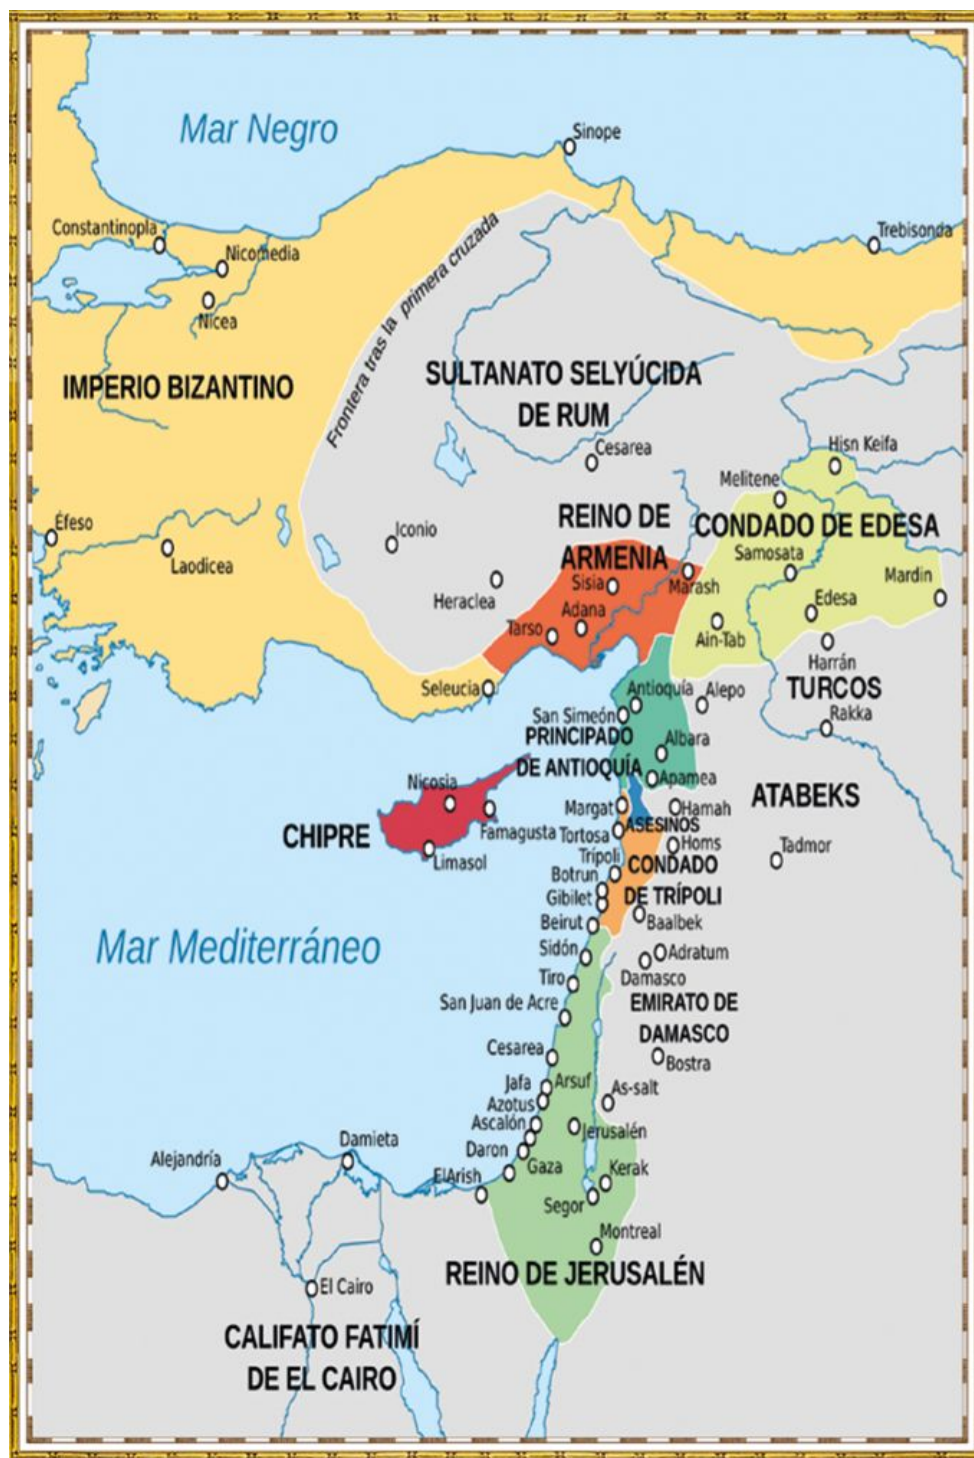 Mar Negro
Sinope
Constantinopla
Trebisonda
Nicomedia
Nicea
Frontera tras la primera cruzada
IMPERIO BIZANTINO
SULTANATO SELYÚCIDA
DE RUM
Cesarea
Hisn Keifa
Melitene
REINO DE
ARMENIA
CONDADO DE EDESA
Éfeso
Iconio
Laodicea
Samosata
Sisia
Marash
Mardin
Heraclea
Adana
Edesa
Tarso
Ain-Tab
Harrán
TURCOS
Seleucia
Antioquía
Alepo
San Simeón
Rakka
PRINCIPADO
DE ANTIOQUÍA
Albara
Apamea
ATABEKS
Nicosia
Margat
Hamah
CHIPRE
Famagusta
Tortosa
ASESINOS
Limasol
Homs
Tadmor
Trípoli
CONDADO
DE TRÍPOLI
Botrun
Gibilet
Beirut
Baalbek
Mar Mediterráneo
Sidón
Adratum
Tiro
Damasco
San Juan de Acre
EMIRATO DE
DAMASCO
Cesarea
Bostra
Jafa
Arsuf
As-salt
Azotus
Ascalón
Jerusalén
Damieta
Daron
Gaza
Alejandría
ElArish
Kerak
Segor
Montreal
REINO DE JERUSALÉN
El Cairo
CALIFATO FATIMÍ
DE EL CAIRO